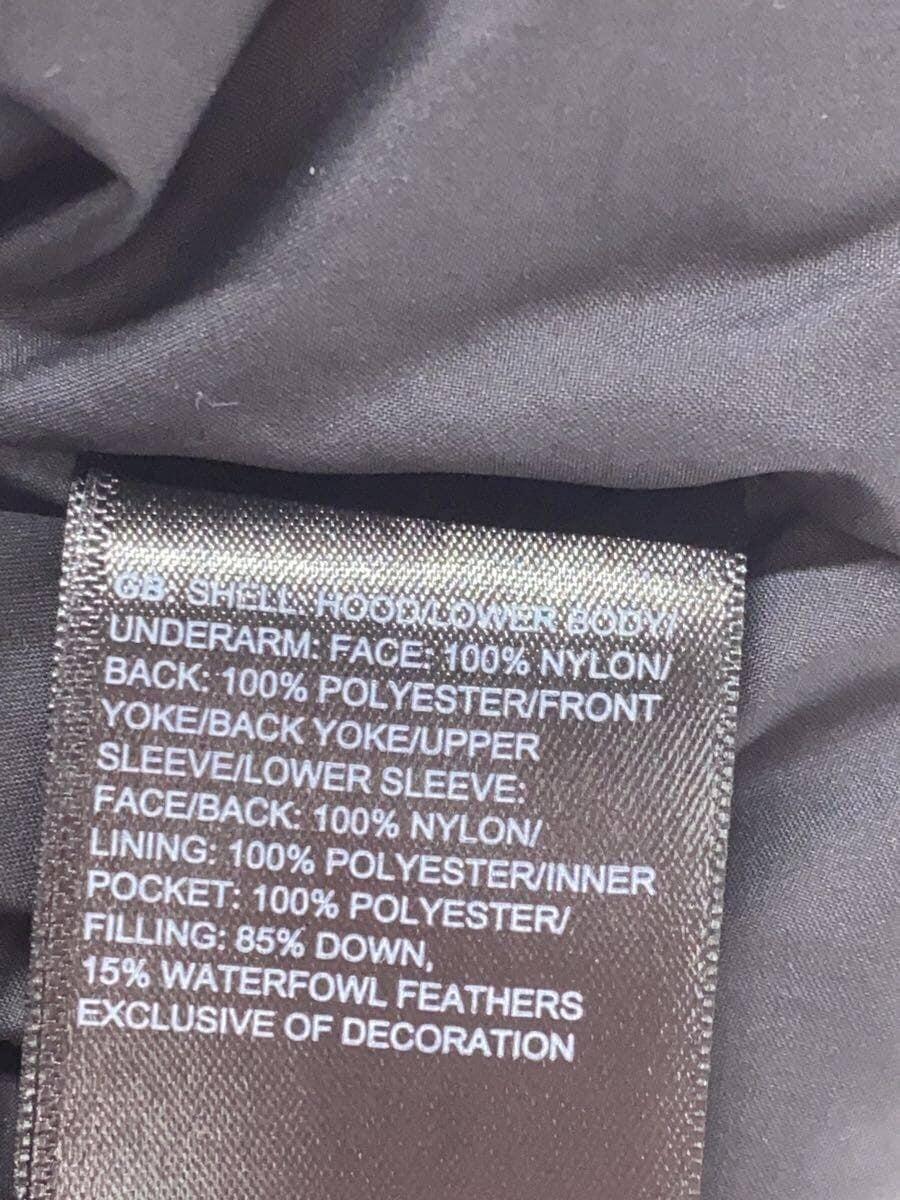 GB: SHELL: HOOD/LOWER BODY/
UNDERARM: FACE: 100% NYLON/
BACK: 100% POLYESTER/FRONT
YOKE/BACK YOKE/UPPER
SLEEVE/LOWER SLEEVE:
FACE/BACK: 100% NYLON/
LINING: 100% POLYESTER/INNER
POCKET: 100% POLYESTER/
FILLING: 85% DOWN,
15% WATERFOWL FEATHERS
EXCLUSIVE OF DECORATION